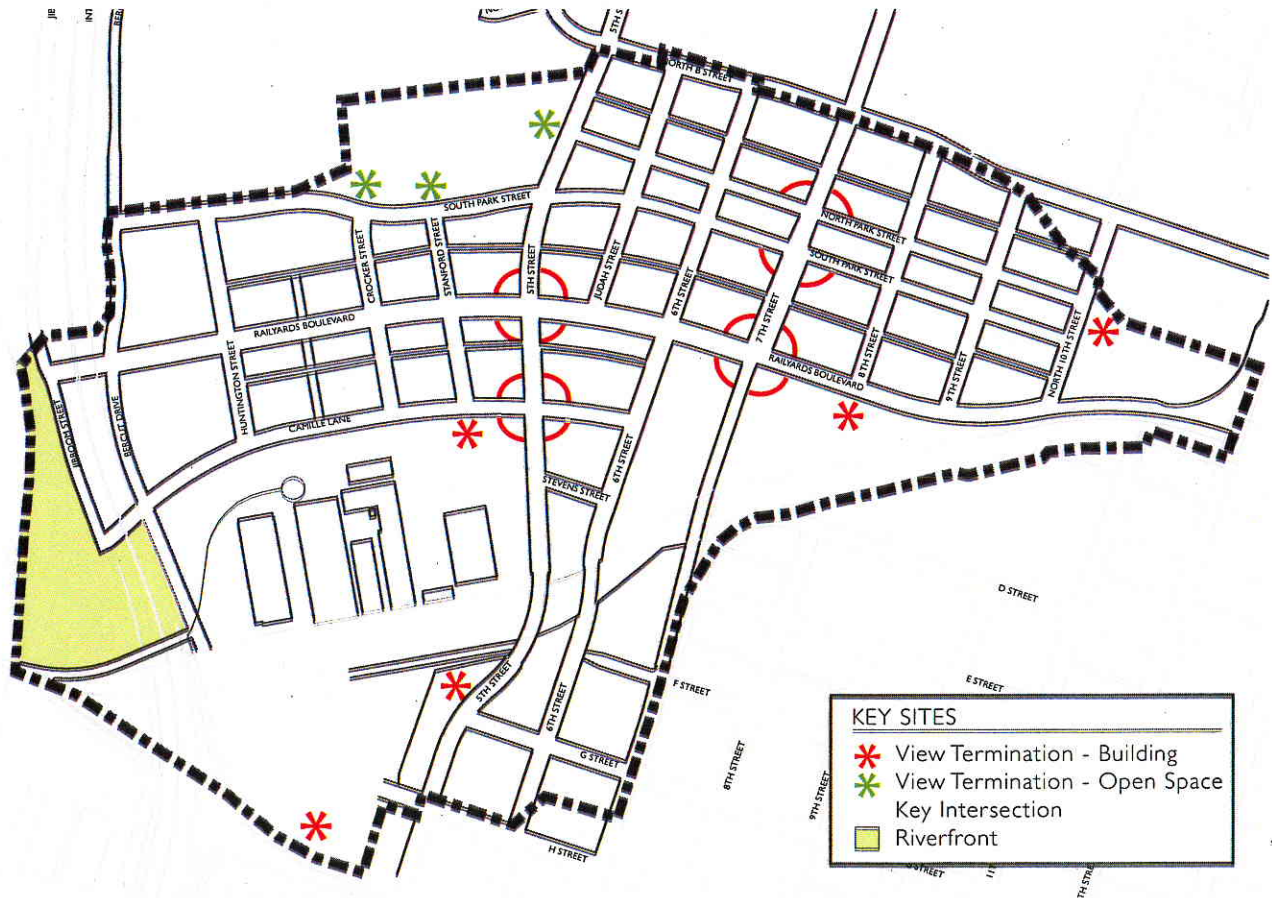 5TH S
NORTH B STREET
SOUTH PARK STREET
NORTH PARK STREET
SOUTH PARK STREET
CROCKER STREET
STANFORD STREET
5TH STREET
JUDAH STREET
6TH STREET
7TH STREET
RAILYARDS BOULEVARD
RAILYARDS BOULEVARD
8TH STREET
9TH STREET
NORTH 10TH STREET
HUNTINGTON STREET
JIBBOOM STREET
BERCUT DRIVE
CAMILLE LANE
STEVENS STREET
6TH STREET
5TH STREET
6TH STREET
F STREET
G STREET
H STREET
D STREET
E STREET
8TH STREET
9TH STREET
KEY SITES
View Termination - Building
View Termination - Open Space
Key Intersection
Riverfront